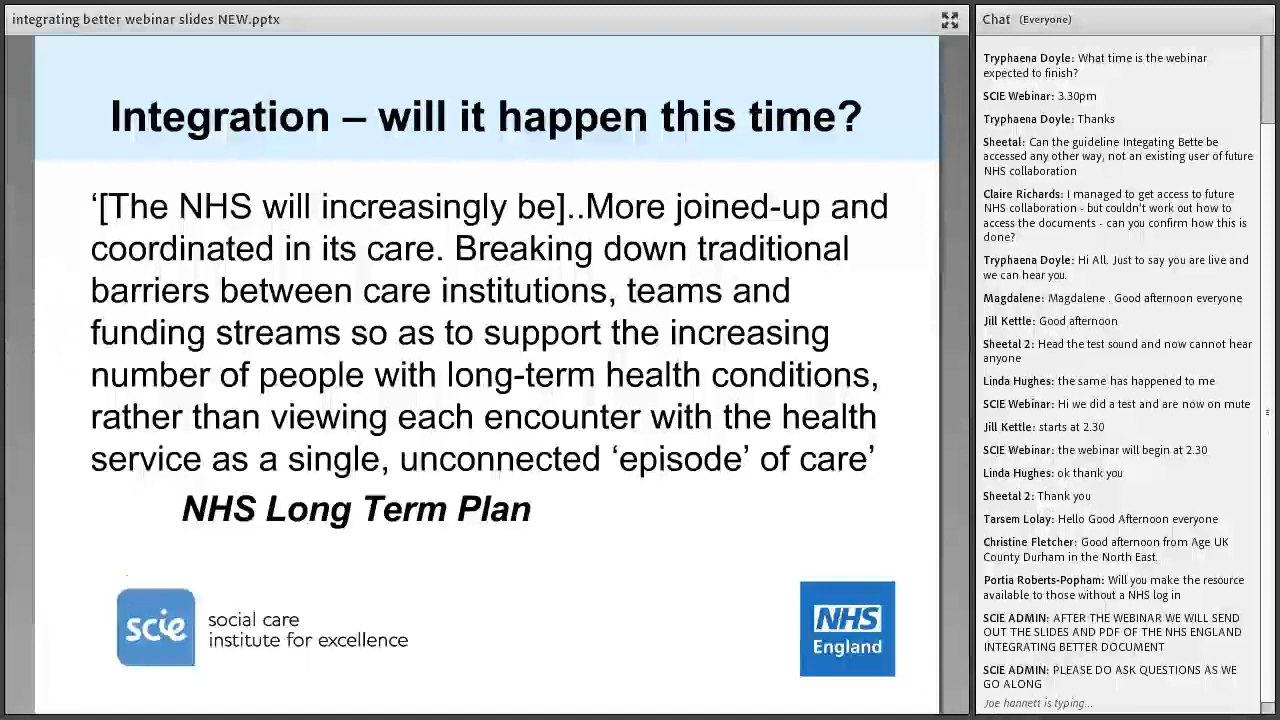 integrating better webinar slides NEW.pptx
Integration – will it happen this time?
‘[The NHS will increasingly be]..More joined-up and
coordinated in its care. Breaking down traditional
barriers between care institutions, teams and
funding streams so as to support the increasing
number of people with long-term health conditions,
rather than viewing each encounter with the health
service as a single, unconnected ‘episode’ of care’
NHS Long Term Plan
scie
social care
institute for excellence
NHS
England
Chat (Everyone)
Tryphaena Doyle: What time is the webinar
expected to finish?
SCIE Webinar: 3.30pm
Tryphaena Doyle: Thanks
Sheetal: Can the guideline Integating Bette be
accessed any other way, not an existing user of future
NHS collaboration
Claire Richards: I managed to get access to future
NHS collaboration - but couldn't work out how to
access the documents - can you confirm how this is
done?
Tryphaena Doyle: Hi All. Just to say you are live and
we can hear you.
Magdalene: Magdalene . Good afternoon everyone
Jill Kettle: Good afternoon
Sheetal 2: Head the test sound and now cannot hear
anyone
Linda Hughes: the same has happened to me
SCIE Webinar: Hi we did a test and are now on mute
Jill Kettle: starts at 2.30
SCIE Webinar: the webinar will begin at 2.30
Linda Hughes: ok thank you
Sheetal 2: Thank you
Tarsem Lolay: Hello Good Afternoon everyone
Christine Fletcher: Good afternoon from Age UK
County Durham in the North East.
Portia Roberts-Popham: Will you make the resource
available to those without a NHS log in
SCIE ADMIN: AFTER THE WEBINAR WE WILL SEND
OUT THE SLIDES AND PDF OF THE NHS ENGLAND
INTEGRATING BETTER DOCUMENT
SCIE ADMIN: PLEASE DO ASK QUESTIONS AS WE
GO ALONG
Joe hannett is typing...